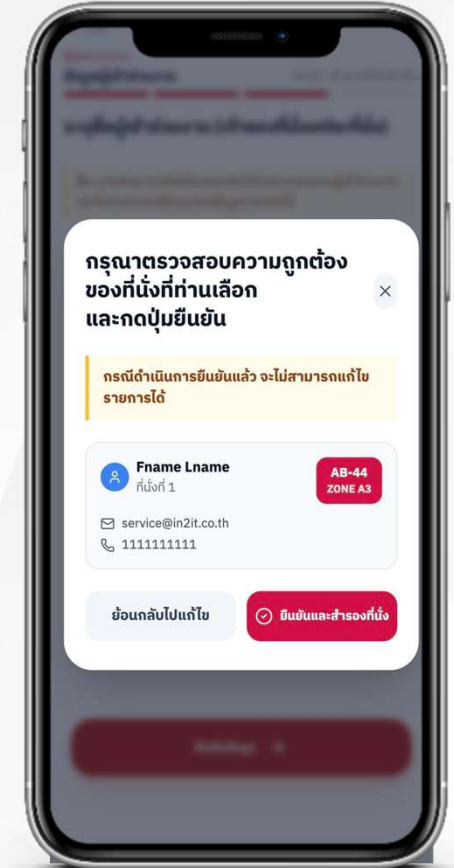 กรุณาตรวจสอบความถูกต้อง
ของที่นั่งที่ท่านเลือก
และกดปุ่มยืนยัน
กรณีดำเนินการยืนยันแล้ว จะไม่สามารถแก้ไข
รายการได้
Fname Lname
ที่นั่งที่ 1
AB-44
ZONE A3
service@in2it.co.th
1111111111
ย้อนกลับไปแก้ไข
ยืนยันและสำรองที่นั่ง